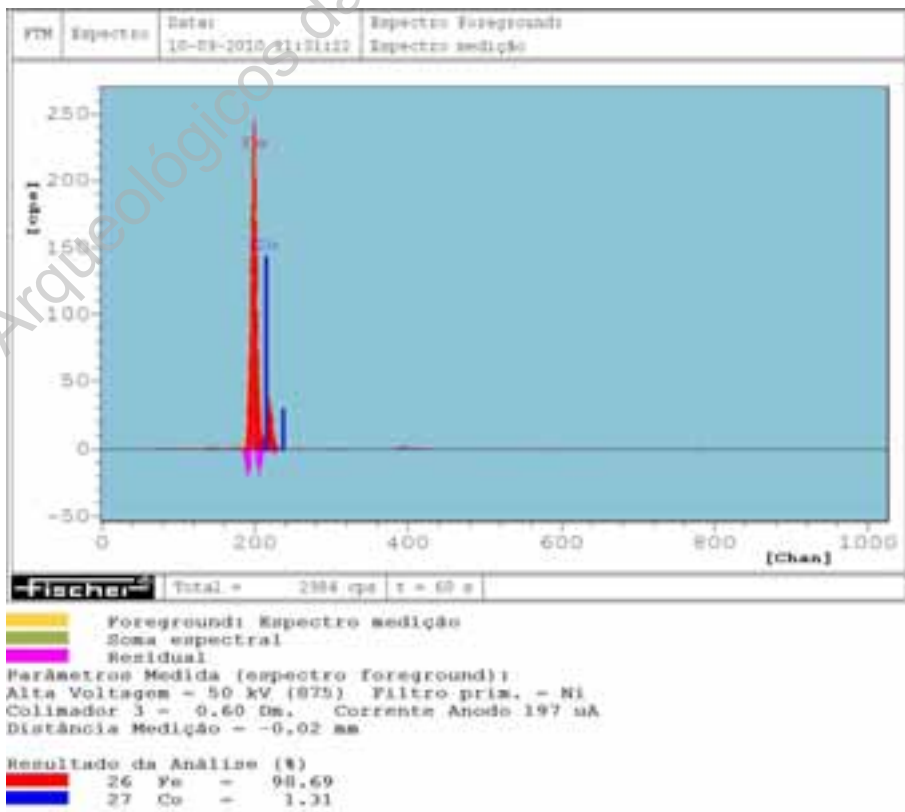 FTM Espectro Data: Espectro Foreground:
10-09-2010 Espectro medição
Arqueológicos da
[cps]
250
200
150
100
50
0
-50
Fe
Co
0 200 400 600 800 1000
[Chan]
Fischer Total = 2984 cps t = 60 s
Foreground: Espectro medição
Soma espectral
Residual
Parâmetros Medida (espectro foreground):
Alta Voltagem = 50 kV (875) Filtro prim. = Ni
Colimador 3 = 0.60 Dm. Corrente Anodo 197 uA
Distância Medição = -0.02 mm
Resultado da Análise (%)
26 Fe = 98.69
27 Co = 1.31